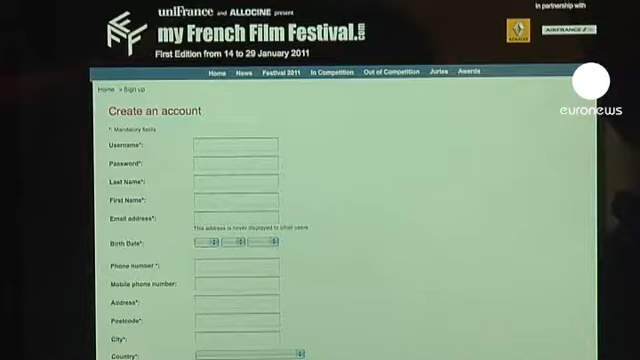 In partnership with
uniFrance and ALLOCINE present
my French Film Festival.com
First Edition from 14 to 29 January 2011
MyFFF
RENAULT
AIRFRANCE
Home News Festival 2011 In Competition Out of Competition Juries Awards
Home > Sign up
euronews
Create an account
*: Mandatory fields
Username*:
Password*:
Last Name*:
First Name*:
Email address*:
This address is never displayed to other users
Birth Date*:
Phone number *:
Mobile phone number:
Address*:
Postcode*:
City*:
Country*: